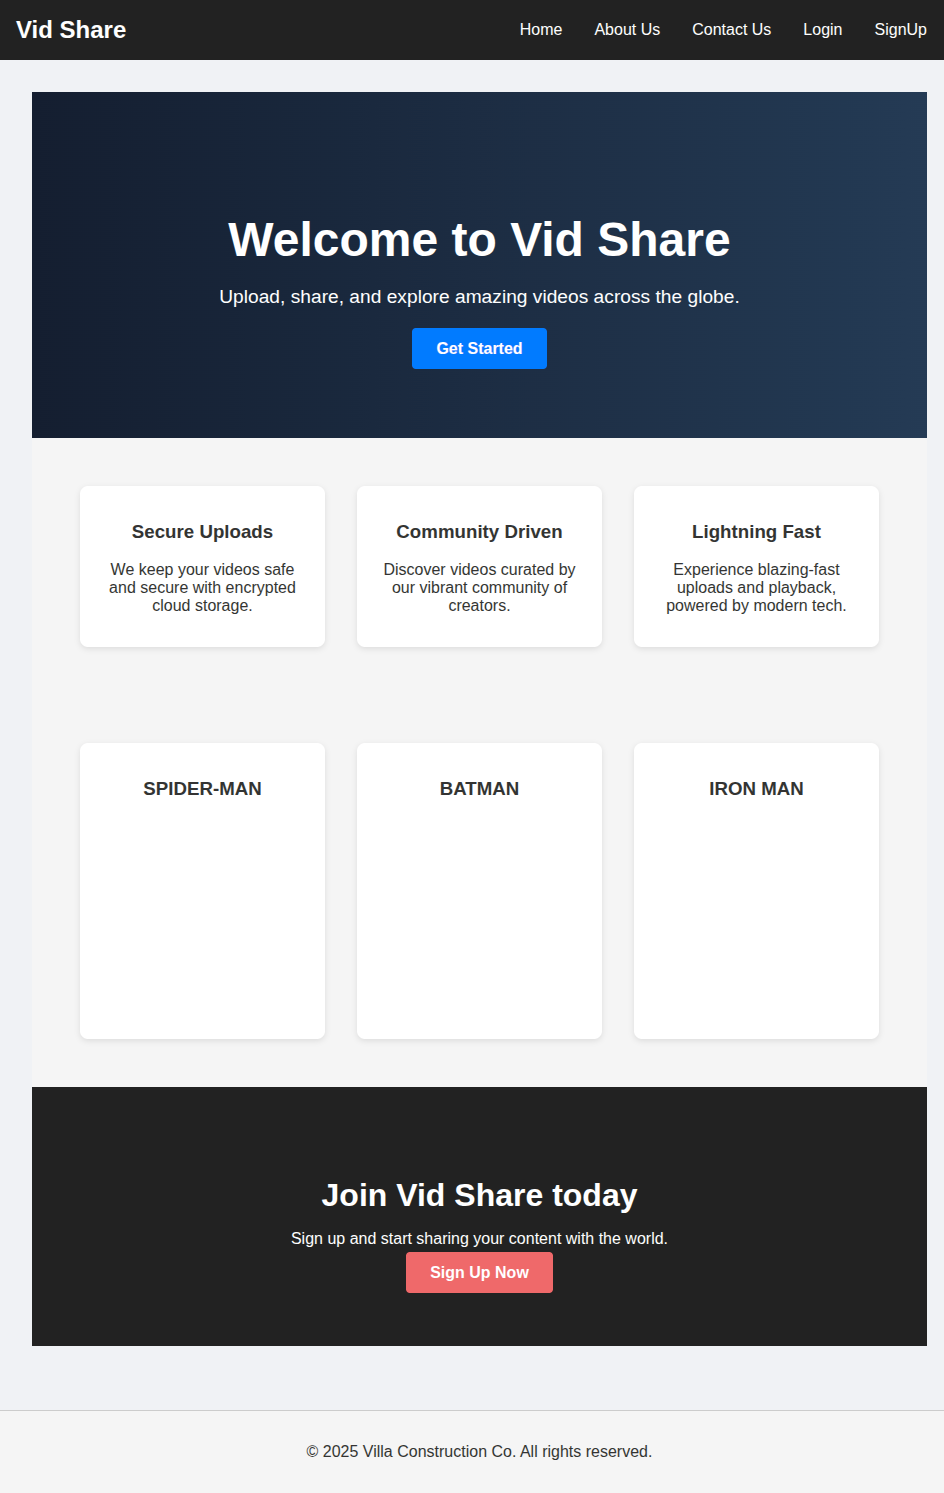 Vid Share
Home About Us Contact Us Login SignUp
Welcome to Vid Share
Upload, share, and explore amazing videos across the globe.
Get Started
Secure Uploads
We keep your videos safe
and secure with encrypted
cloud storage.
Community Driven
Discover videos curated by
our vibrant community of
creators.
Lightning Fast
Experience blazing-fast
uploads and playback,
powered by modern tech.
SPIDER-MAN
BATMAN
IRON MAN
Join Vid Share today
Sign up and start sharing your content with the world.
Sign Up Now
© 2025 Villa Construction Co. All rights reserved.